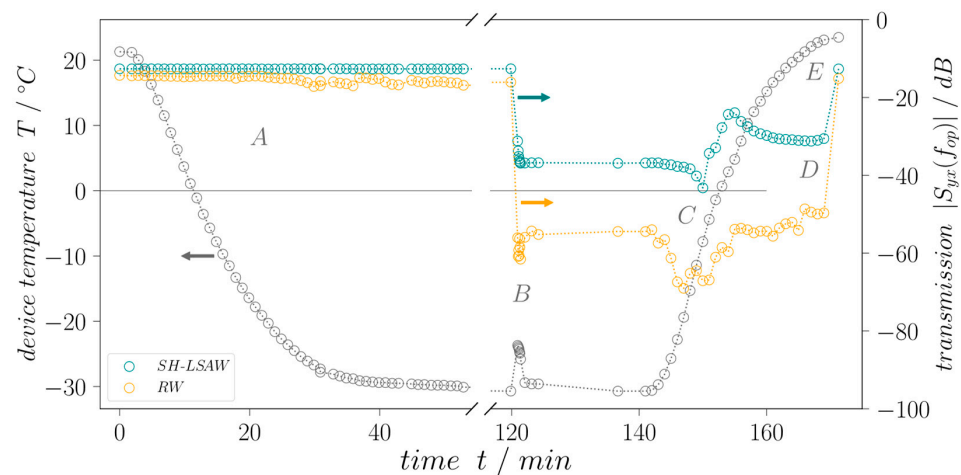 device temperature T / °C
20
10
0
−10
−20
−30
0
20
40
120
140
160
time t / min
0
−20
−40
−60
−80
−100
transmission |Syx(fop)| / dB
A
B
C
D
E
SH-LSAW
RW